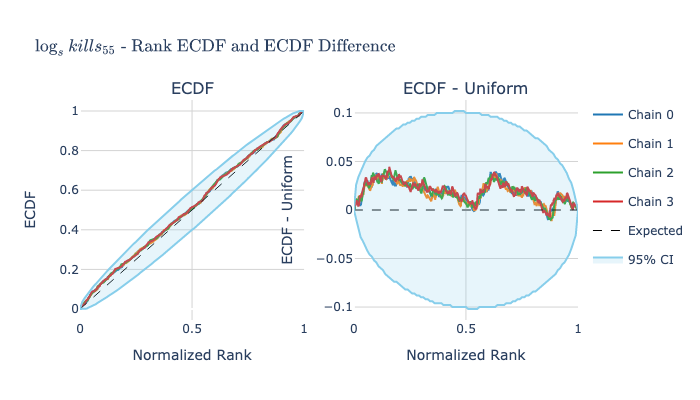 log_s kills_55 - Rank ECDF and ECDF Difference
ECDF
ECDF - Uniform
ECDF
1
0.8
0.6
0.4
0.2
0
0
0.5
1
Normalized Rank
ECDF - Uniform
0.1
0.05
0
−0.05
−0.1
0
0.5
1
Normalized Rank
Chain 0
Chain 1
Chain 2
Chain 3
Expected
95% CI